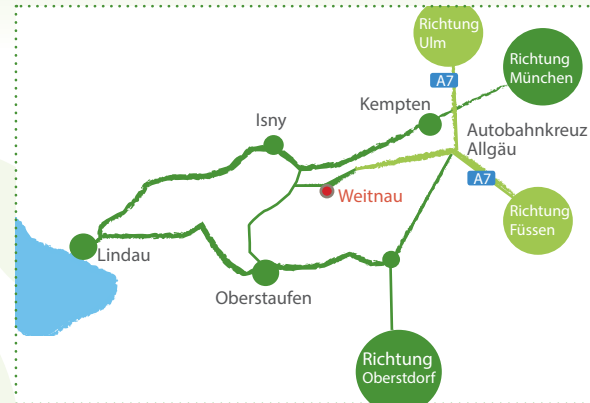 Richtung
Ulm
Richtung
München
A7
Kempten
Isny
Autobahnkreuz
Allgäu
A7
Weitnau
Richtung
Füssen
Lindau
Oberstaufen
Richtung
Oberstdorf